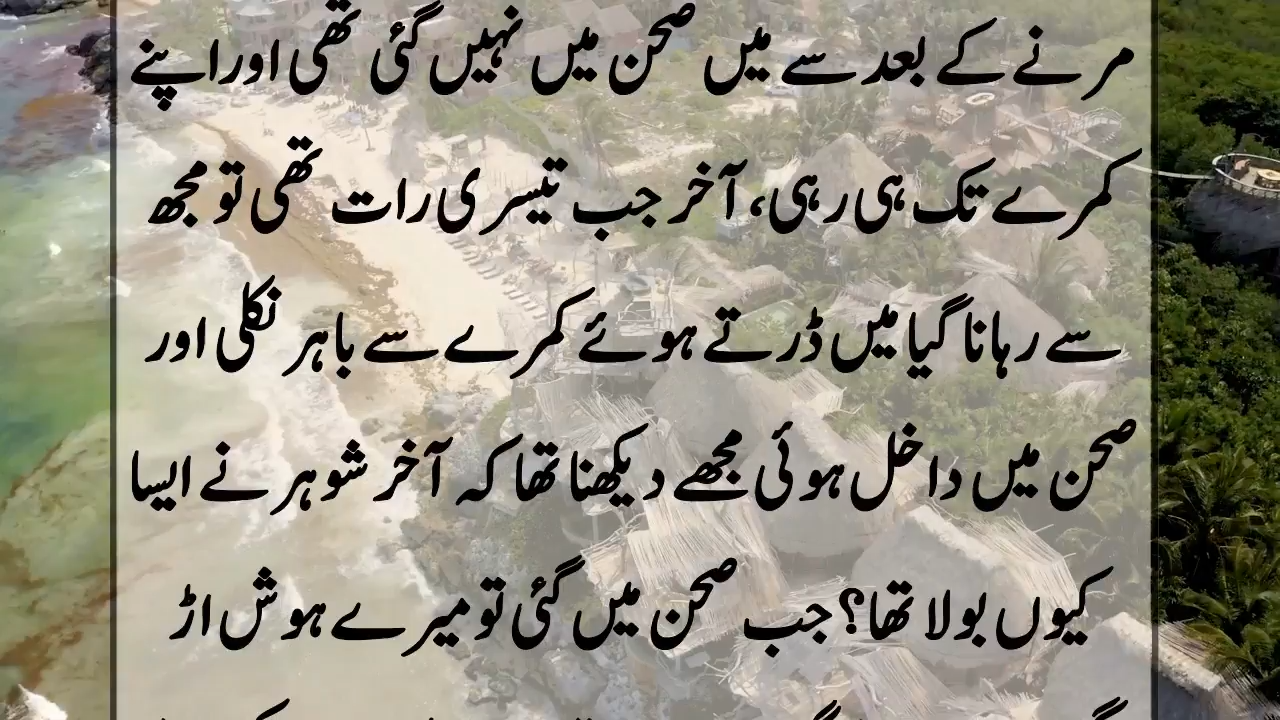 مرنے کے بعد سے میں صحن میں نہیں گئی تھی اور اپنے
کمرے تک ہی رہی، آخر جب تیسری رات تھی تو مجھ
سے رہا نا گیا میں ڈرتے ہوئے کمرے سے باہر نکلی اور
صحن میں داخل ہوئی مجھے دیکھنا تھا کہ آخر شوہر نے ایسا
کیوں بولا تھا؟ جب صحن میں گئی تو میرے ہوش اڑ